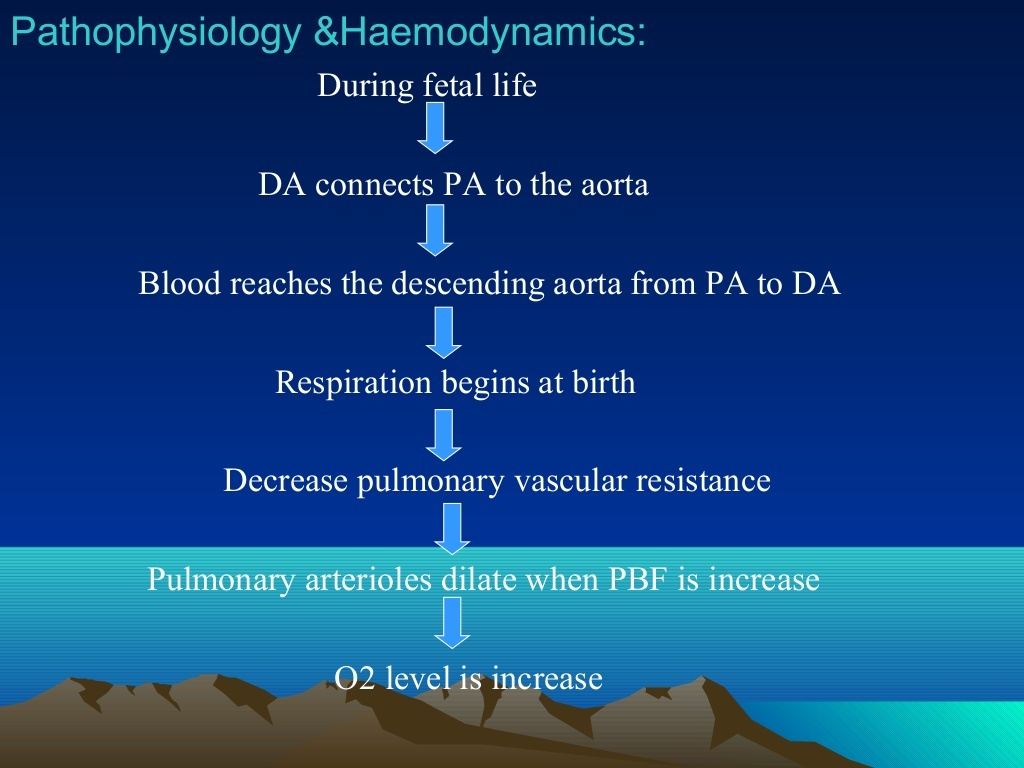 Pathophysiology &Haemodynamics:
During fetal life
DA connects PA to the aorta
Blood reaches the descending aorta from PA to DA
Respiration begins at birth
Decrease pulmonary vascular resistance
Pulmonary arterioles dilate when PBF is increase
O2 level is increase